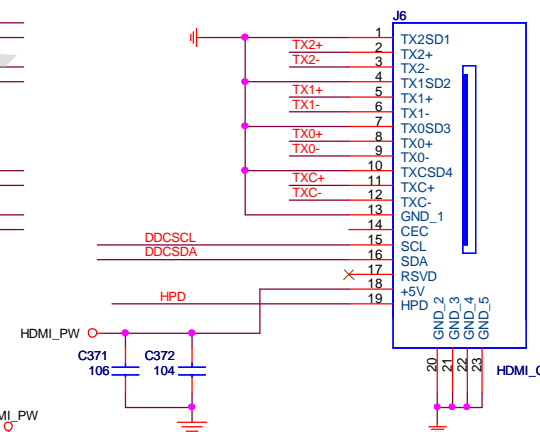 J6
1 TX2SD1
TX2+ 2 TX2+
TX2- 3 TX2-
4 TX1SD2
TX1+ 5 TX1+
TX1- 6 TX1-
7 TX0SD3
TX0+ 8 TX0+
TX0- 9 TX0-
10 TXCSD4
TXC+ 11 TXC+
TXC- 12 TXC-
13 GND_1
14 CEC
DDCSCL 15 SCL
DDCSDA 16 SDA
17 RSVD
18 +5V
HPD 19 HPD
GND_2
GND_3
GND_4
GND_5
20
21
22
23
HDMI_PW
C371
106
C372
104
HDMI_
MI_PW